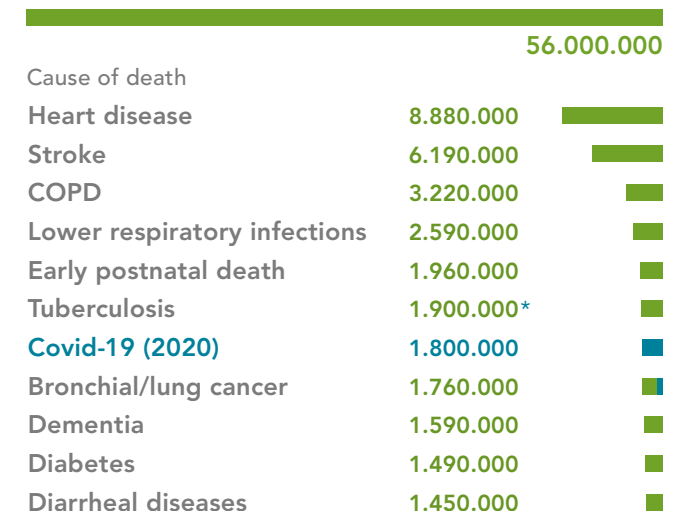 56.000.000
Cause of death
Heart disease 8.880.000
Stroke 6.190.000
COPD 3.220.000
Lower respiratory infections 2.590.000
Early postnatal death 1.960.000
Tuberculosis 1.900.000*
Covid-19 (2020) 1.800.000
Bronchial/lung cancer 1.760.000
Dementia 1.590.000
Diabetes 1.490.000
Diarrheal diseases 1.450.000